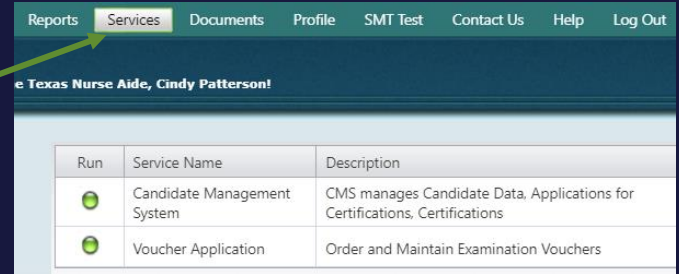 Reports Services Documents Profile SMT Test Contact Us Help Log Out
e Texas Nurse Aide, Cindy Patterson!
Run Service Name Description
Candidate Management CMS manages Candidate Data, Applications for
System Certifications, Certifications
Voucher Application Order and Maintain Examination Vouchers